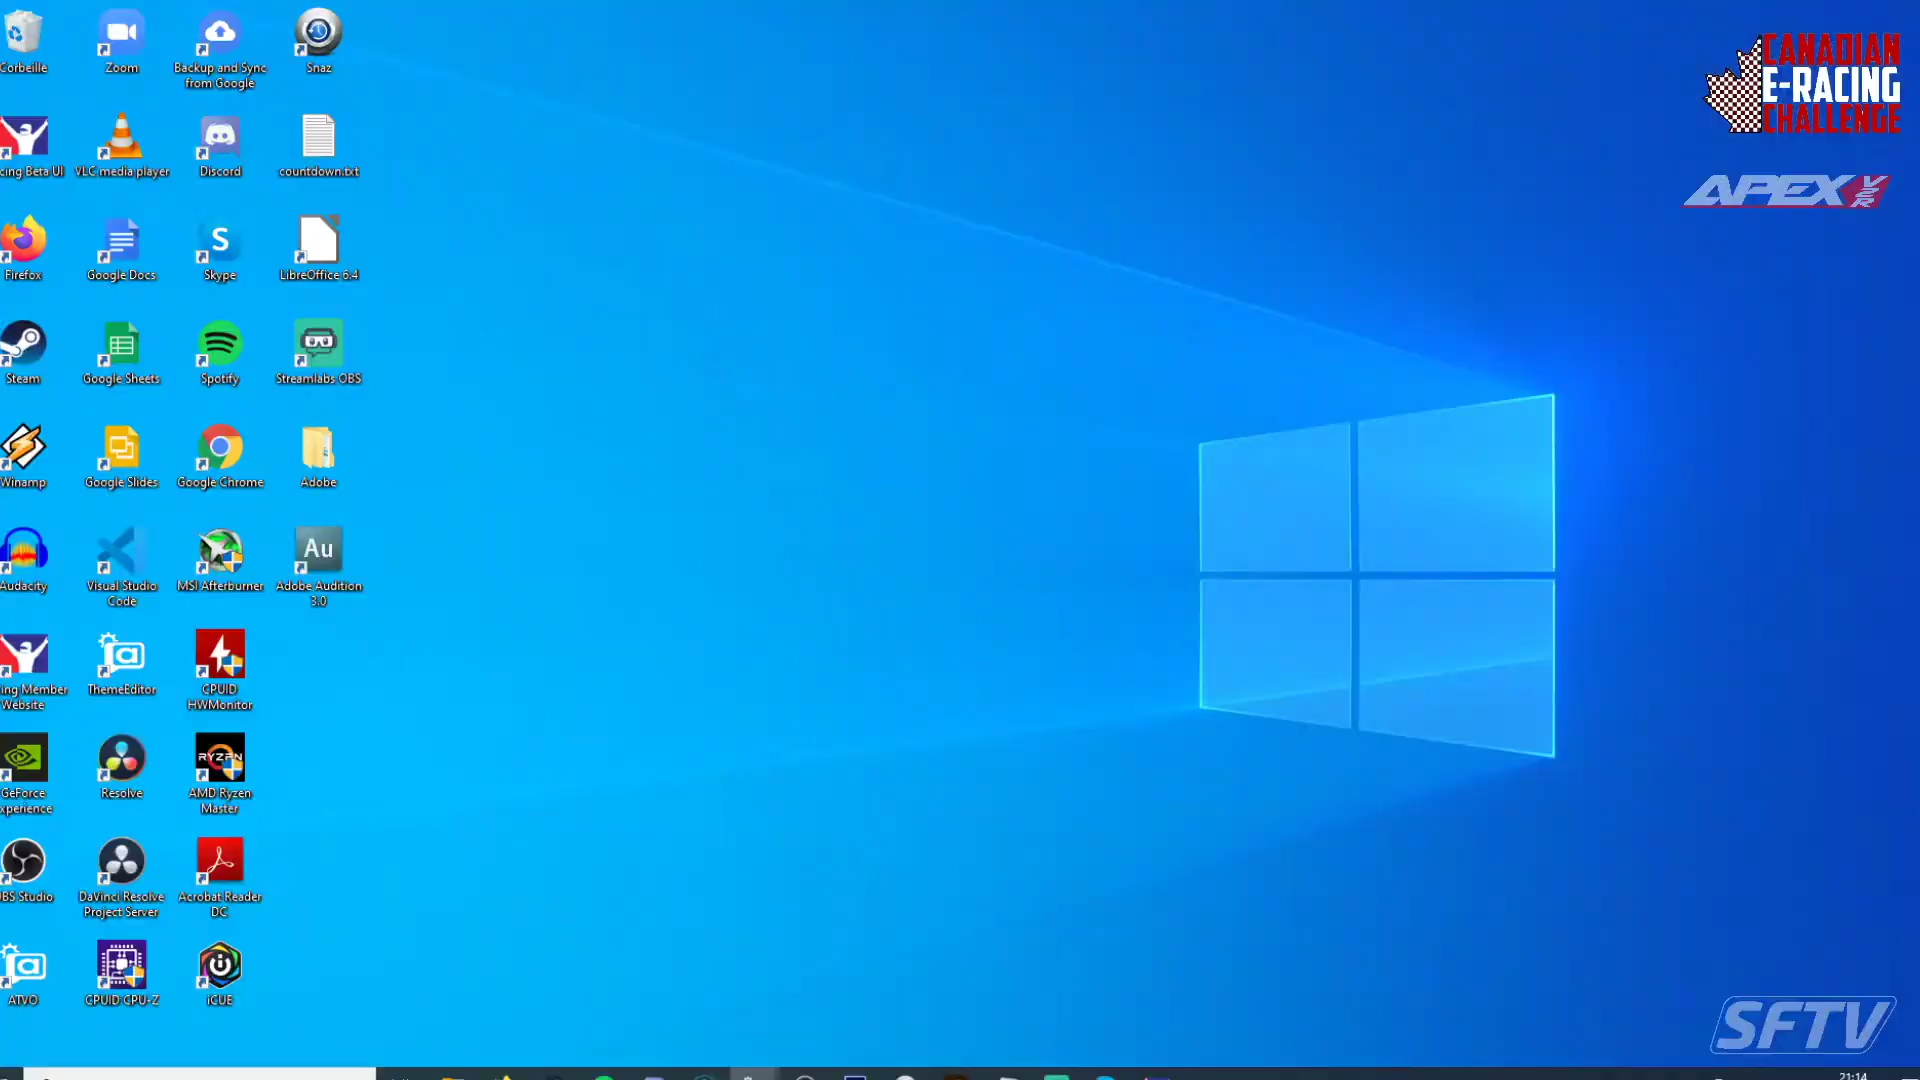 Corbeille
Zoom
Backup and Sync
from Google
Snaz
cing Beta UI
VLC media player
Discord
countdown.txt
Firefox
Google Docs
Skype
LibreOffice 6.4
Steam
Google Sheets
Spotify
Streamlabs OBS
Winamp
Google Slides
Google Chrome
Adobe
Audacity
Visual Studio
Code
MSI Afterburner
Au
Adobe Audition
3.0
ing Member
Website
ThemeEditor
CPUID
HWMonitor
GeForce
xperience
Resolve
RYZEN
AMD Ryzen
Master
BS Studio
DaVinci Resolve
Project Server
Acrobat Reader
DC
ATVO
CPUID CPU-Z
iCUE
CANADIAN
E-RACING
CHALLENGE
APEX V2R
SFTV
21:14